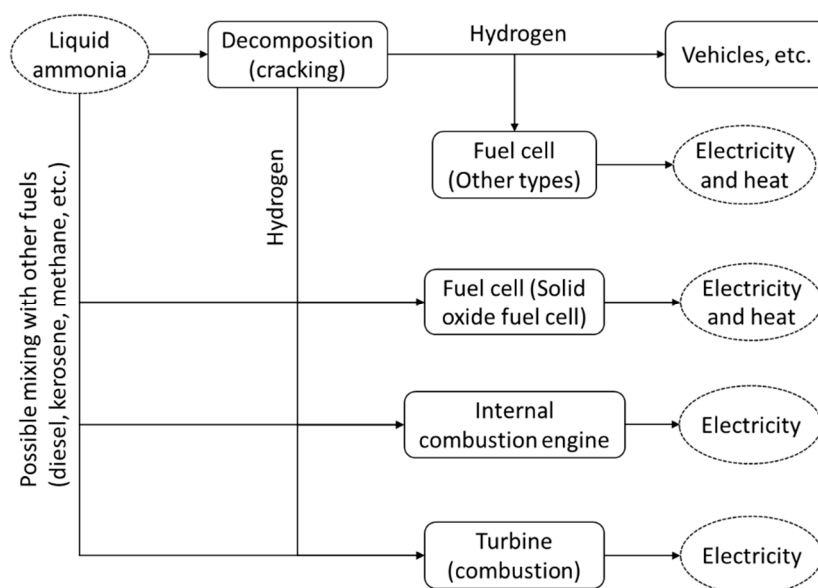 Liquid
ammonia
Decomposition
(cracking)
Hydrogen
Vehicles, etc.
Fuel cell
(Other types)
Electricity
and heat
Possible mixing with other fuels
(diesel, kerosene, methane, etc.)
Hydrogen
Fuel cell (Solid
oxide fuel cell)
Electricity
and heat
Internal
combustion engine
Electricity
Turbine
(combustion)
Electricity